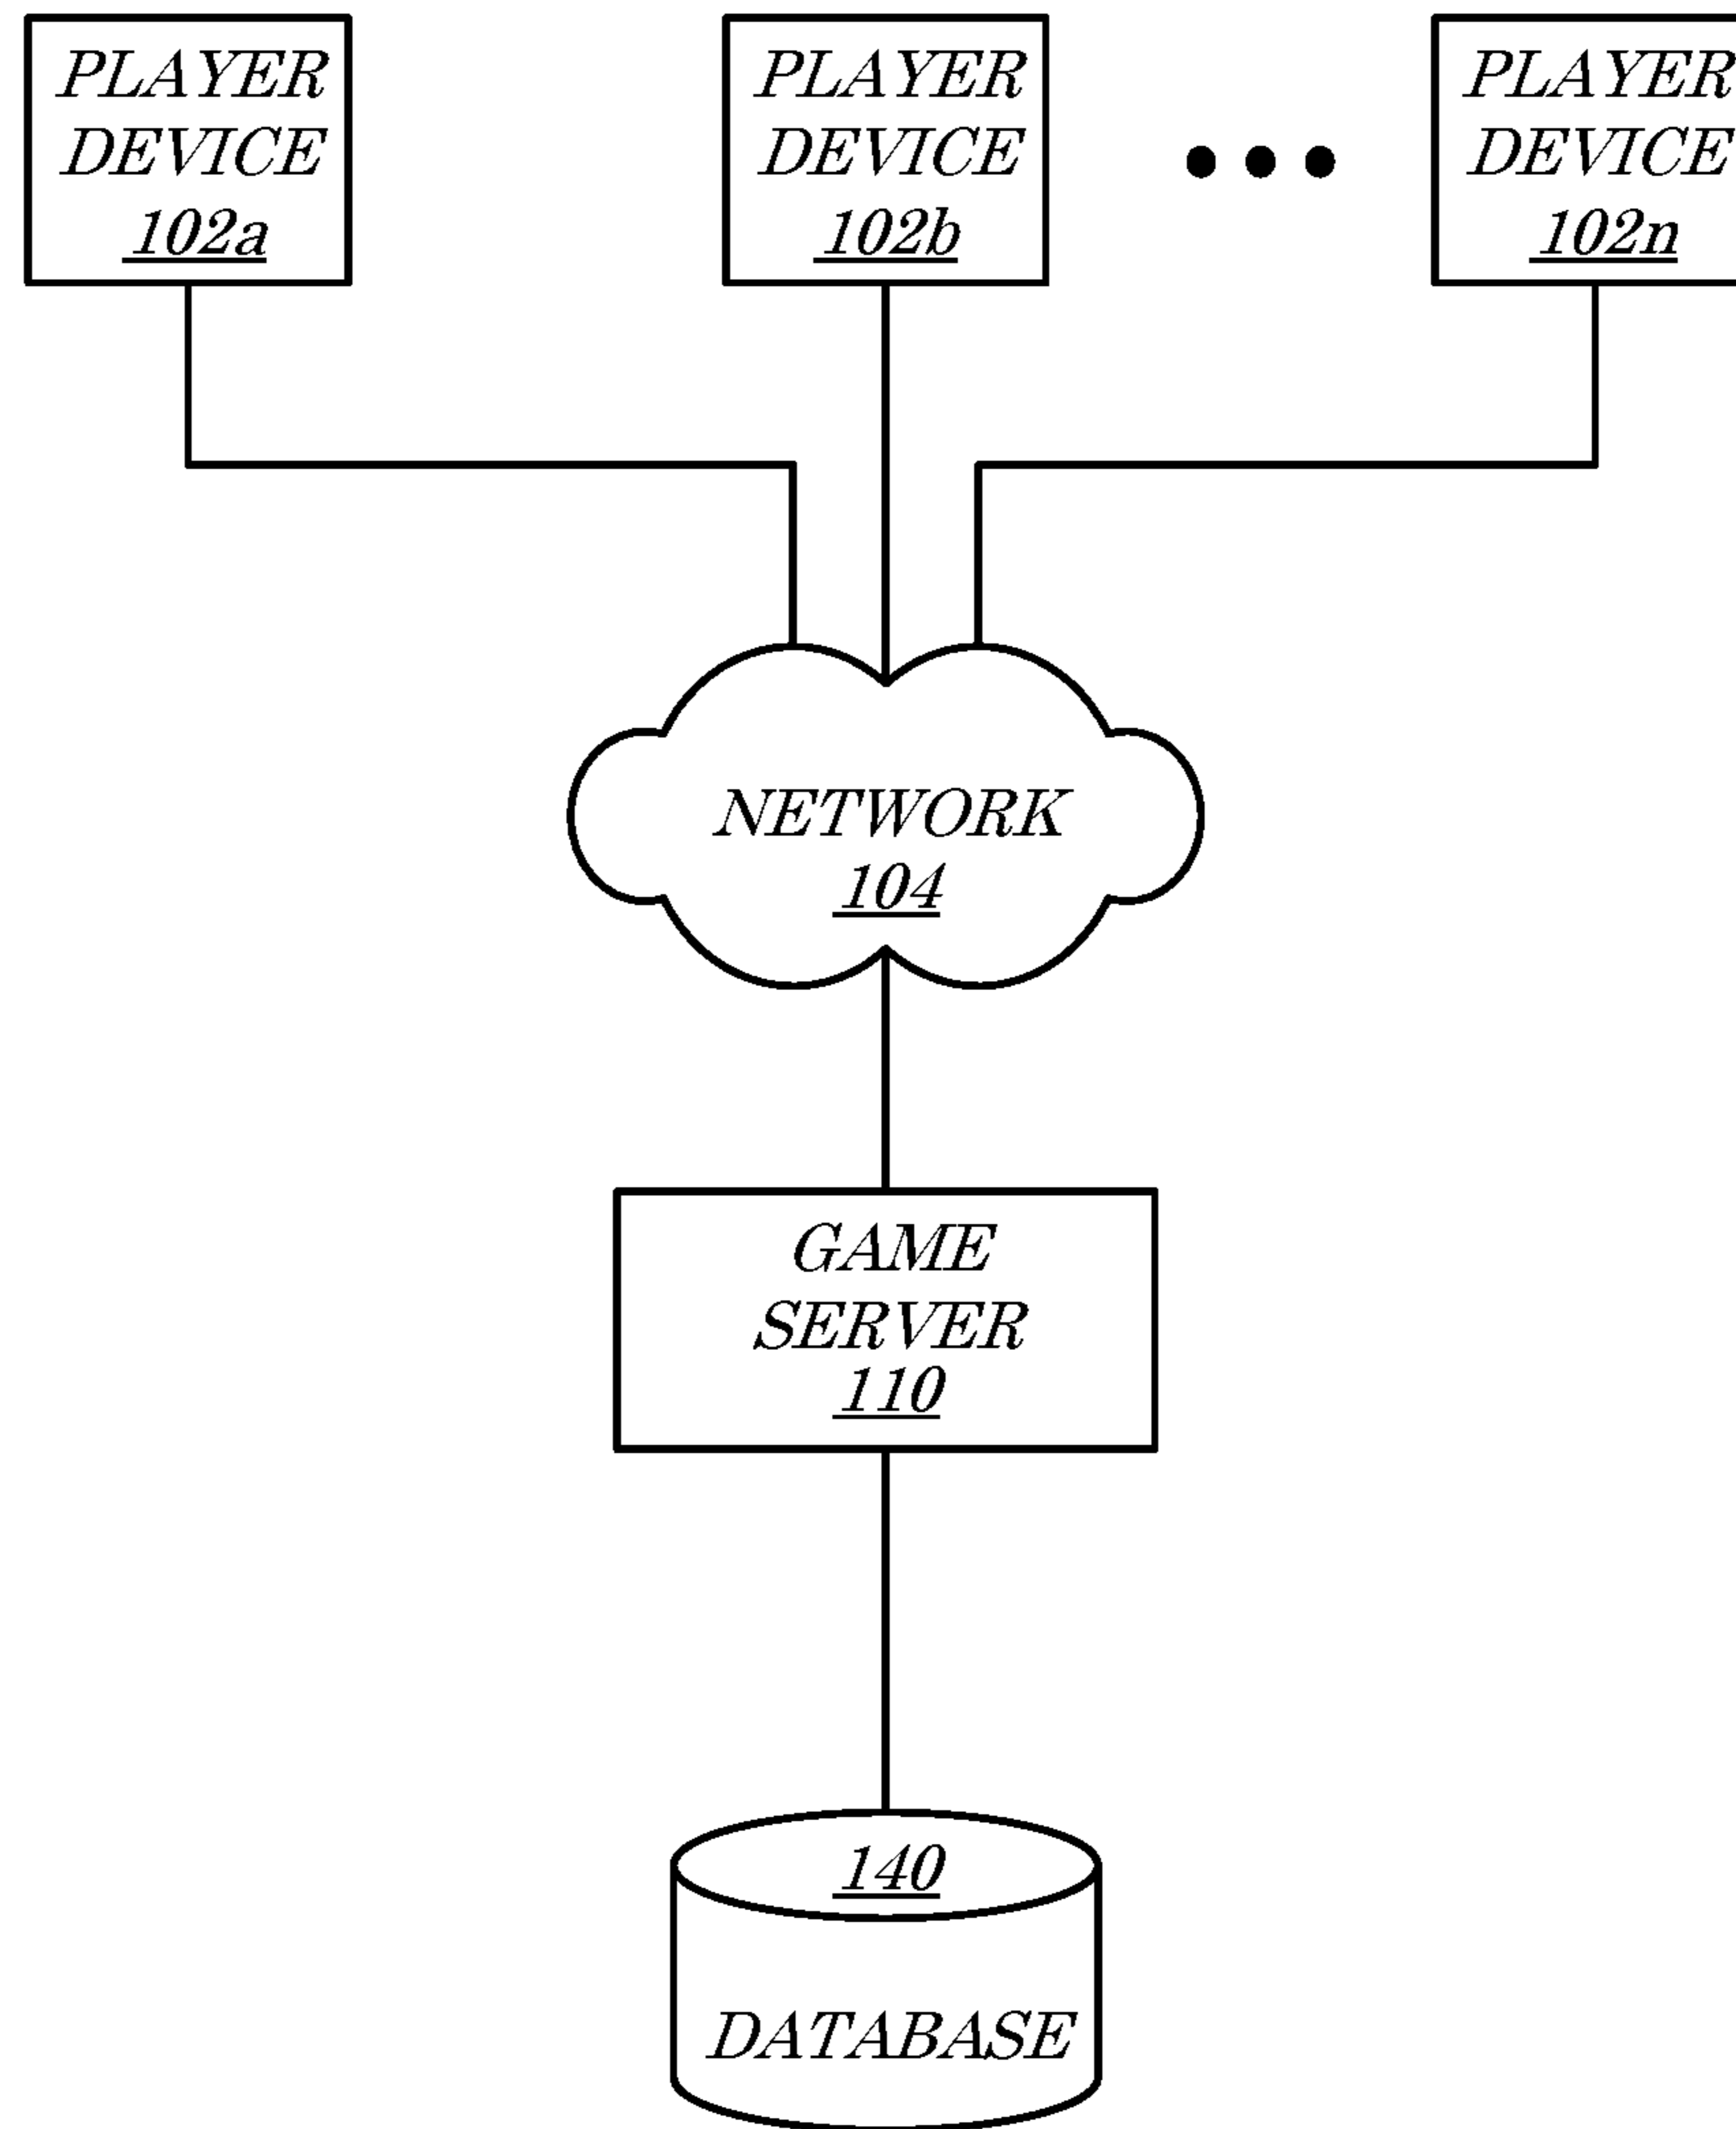 PLAYER
DEVICE
102a
PLAYER
DEVICE
102b
PLAYER
DEVICE
102n
NETWORK
104
GAME
SERVER
110
140
DATABASE